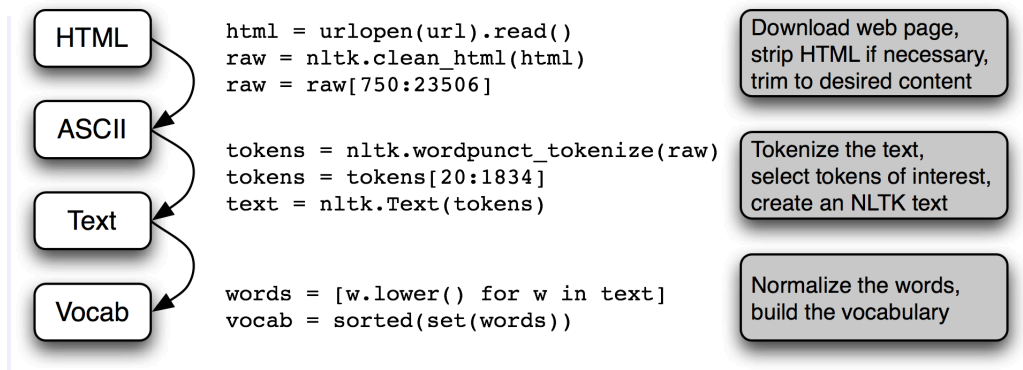 HTML
html = urlopen(url).read()
raw = nltk.clean_html(html)
raw = raw[750:23506]
Download web page,
strip HTML if necessary,
trim to desired content
ASCII
tokens = nltk.wordpunct_tokenize(raw)
tokens = tokens[20:1834]
text = nltk.Text(tokens)
Tokenize the text,
select tokens of interest,
create an NLTK text
Text
words = [w.lower() for w in text]
vocab = sorted(set(words))
Normalize the words,
build the vocabulary
Vocab